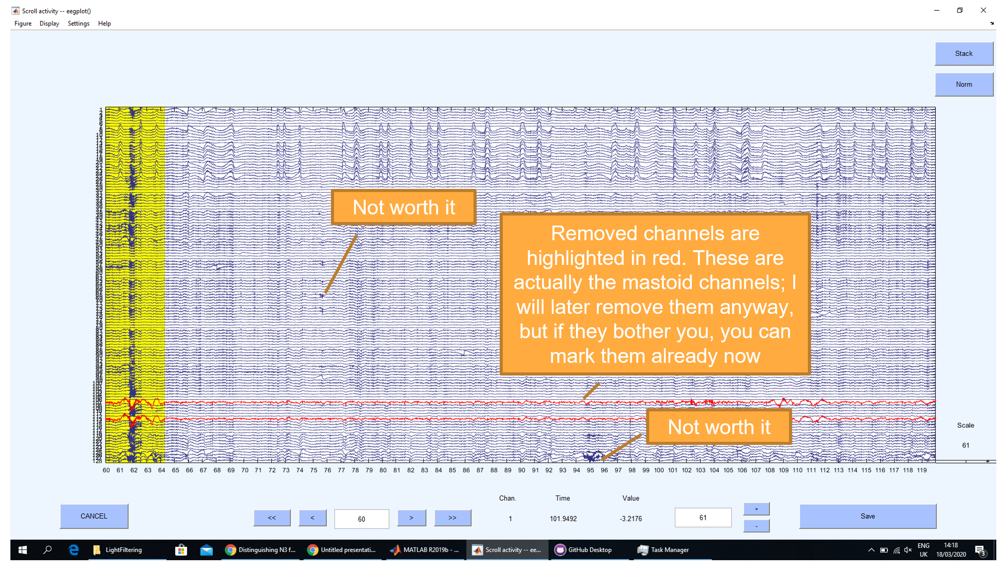 Scroll activity -- eegplot()
Figure Display Settings Help
Stack
Norm
Not worth it
Removed channels are
highlighted in red. These are
actually the mastoid channels; I
will later remove them anyway,
but if they bother you, you can
mark them already now
Not worth it
Scale
61
128
60 61 62 63 64 65 66 67 68 69 70 71 72 73 74 75 76 77 78 79 80 81 82 83 84 85 86 87 88 89 90 91 92 93 94 95 96 97 98 99 100 101 102 103 104 105 106 107 108 109 110 111 112 113 114 115 116 117 118 119
Chan. Time Value
CANCEL << < 60 > >> 1 101.9492 -3.2176 61 + - Save
LightFiltering Distinguishing N3 f... Untitled presentati... MATLAB R2019b - ... Scroll activity -- ee... GitHub Desktop Task Manager
ENG 14:18
UK 18/03/2020 3